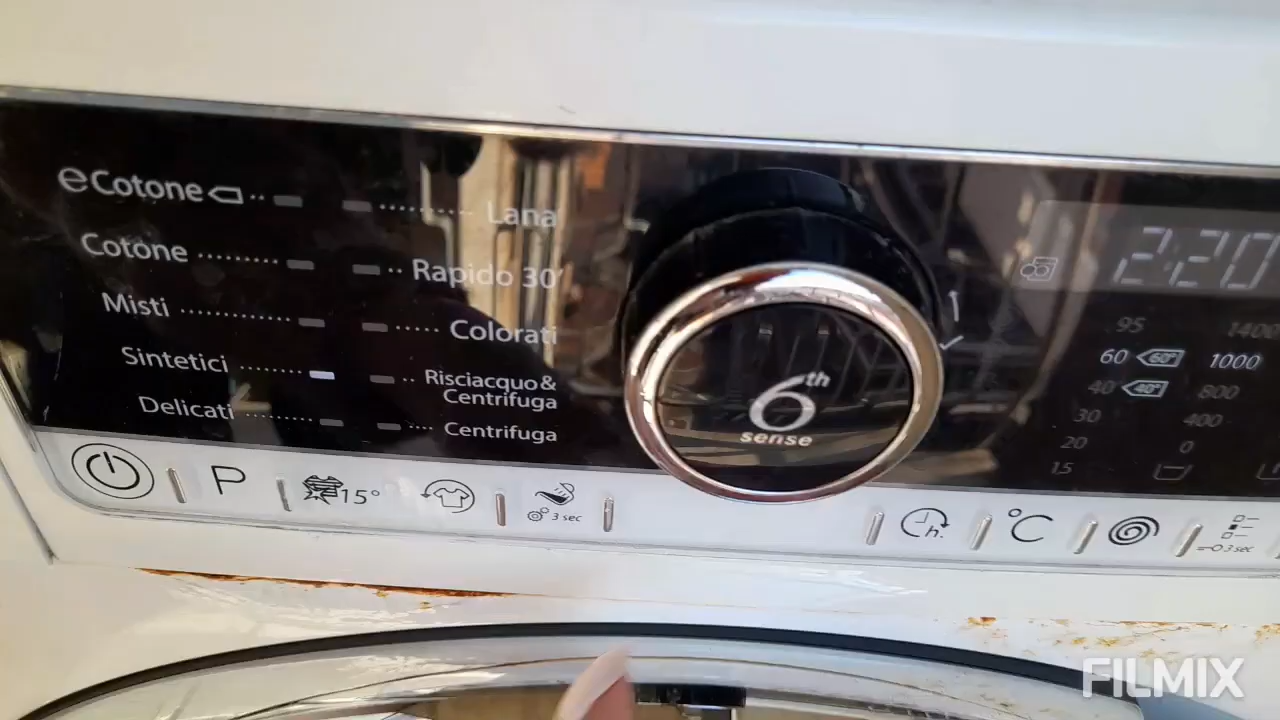 eCotone
Lana
Cotone
Rapido 30'
Misti
Colorati
Sintetici
Risciacquo&
Centrifuga
Delicati
Centrifuga
6th
sense
2:20
95 1400
60 60° 1000
40 40° 800
30 400
20 0
15
P
15°
3 sec
h.
°C
3 sec
FILMIX